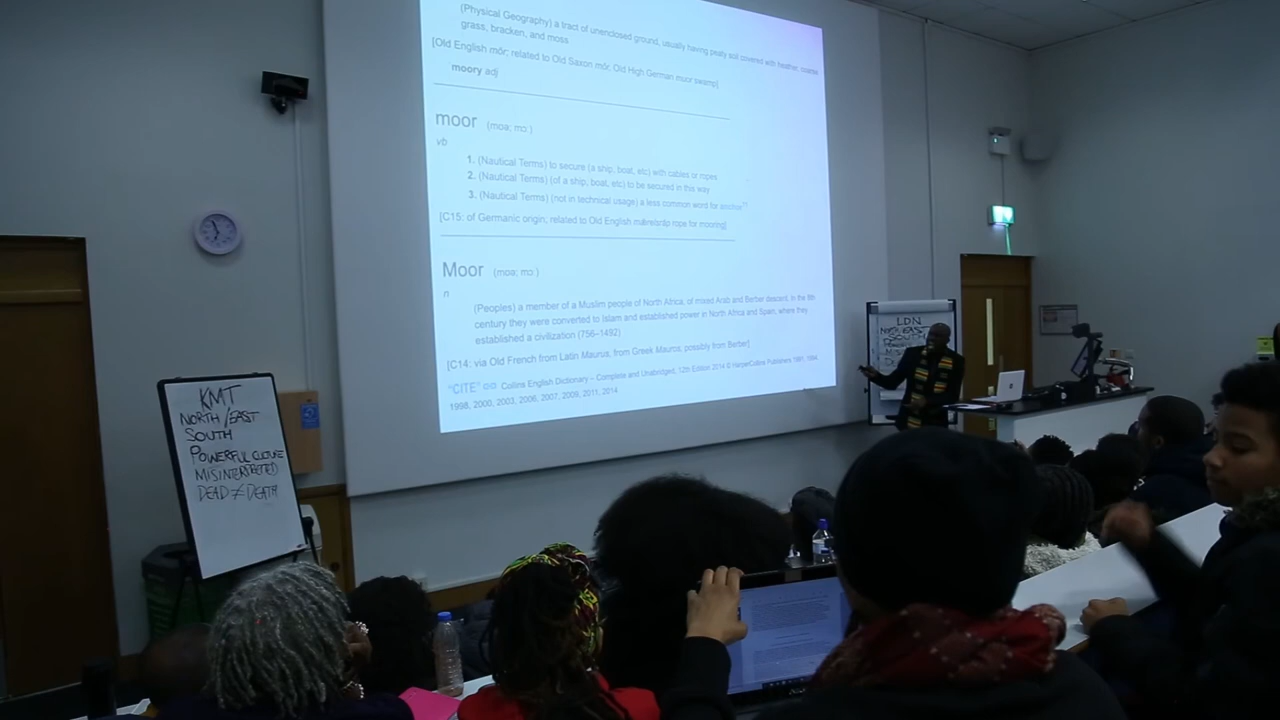 (Physical Geography) a tract of unenclosed ground, usually having peaty soil covered with heather, coarse
grass, bracken, and moss
[Old English mōr; related to Old Saxon mōr, Old High German muor swamp]
moory adj
moor (moə; mɔː)
vb
1. (Nautical Terms) to secure (a ship, boat, etc) with cables or ropes
2. (Nautical Terms) (of a ship, boat, etc) to be secured in this way
3. (Nautical Terms) (not in technical usage) a less common word for anchor
[C15: of Germanic origin; related to Old English mǣrelsrāp rope for mooring]
Moor (moə; mɔː)
n
(Peoples) a member of a Muslim people of North Africa, of mixed Arab and Berber descent. In the 8th
century they were converted to Islam and established power in North Africa and Spain, where they
established a civilization (756–1492)
[C14: via Old French from Latin Maurus, from Greek Mauros, possibly from Berber]
"CITE" Collins English Dictionary – Complete and Unabridged, 12th Edition 2014 © HarperCollins Publishers 1991, 1994,
1998, 2000, 2003, 2006, 2007, 2009, 2011, 2014
KMT
NORTH/EAST
SOUTH
POWERFUL CULTURE
MISINTERPRETED
DEAD ≠ DEATH
LDN
NORTH EAST
SOUTH